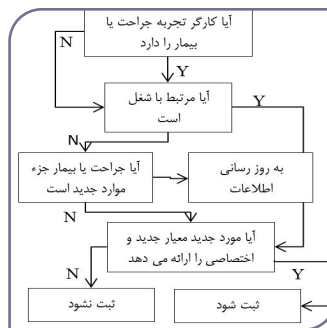 آیا کارگر تجربه جراحت یا
بیمار را دارد
N
Y
آیا مرتبط با شغل
است
Y
N
آیا جراحت یا بیمار جزء
موارد جدید است
به روز رسانی
اطلاعات
N
آیا مورد جدید معیار جدید و
اختصاصی را ارائه می دهد
N
Y
ثبت نشود
ثبت شود